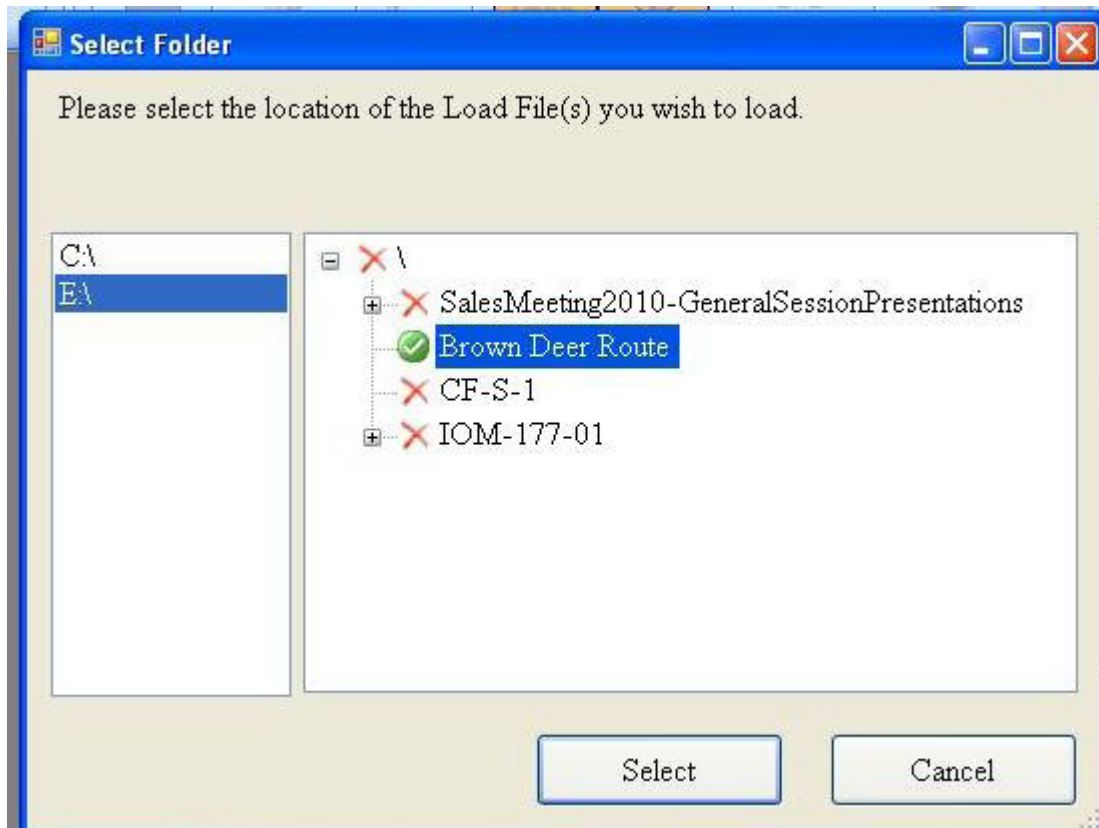 Select Folder
Please select the location of the Load File(s) you wish to load.
C:\
E:\
\
SalesMeeting2010-GeneralSessionPresentations
Brown Deer Route
CF-S-1
IOM-177-01
Select
Cancel